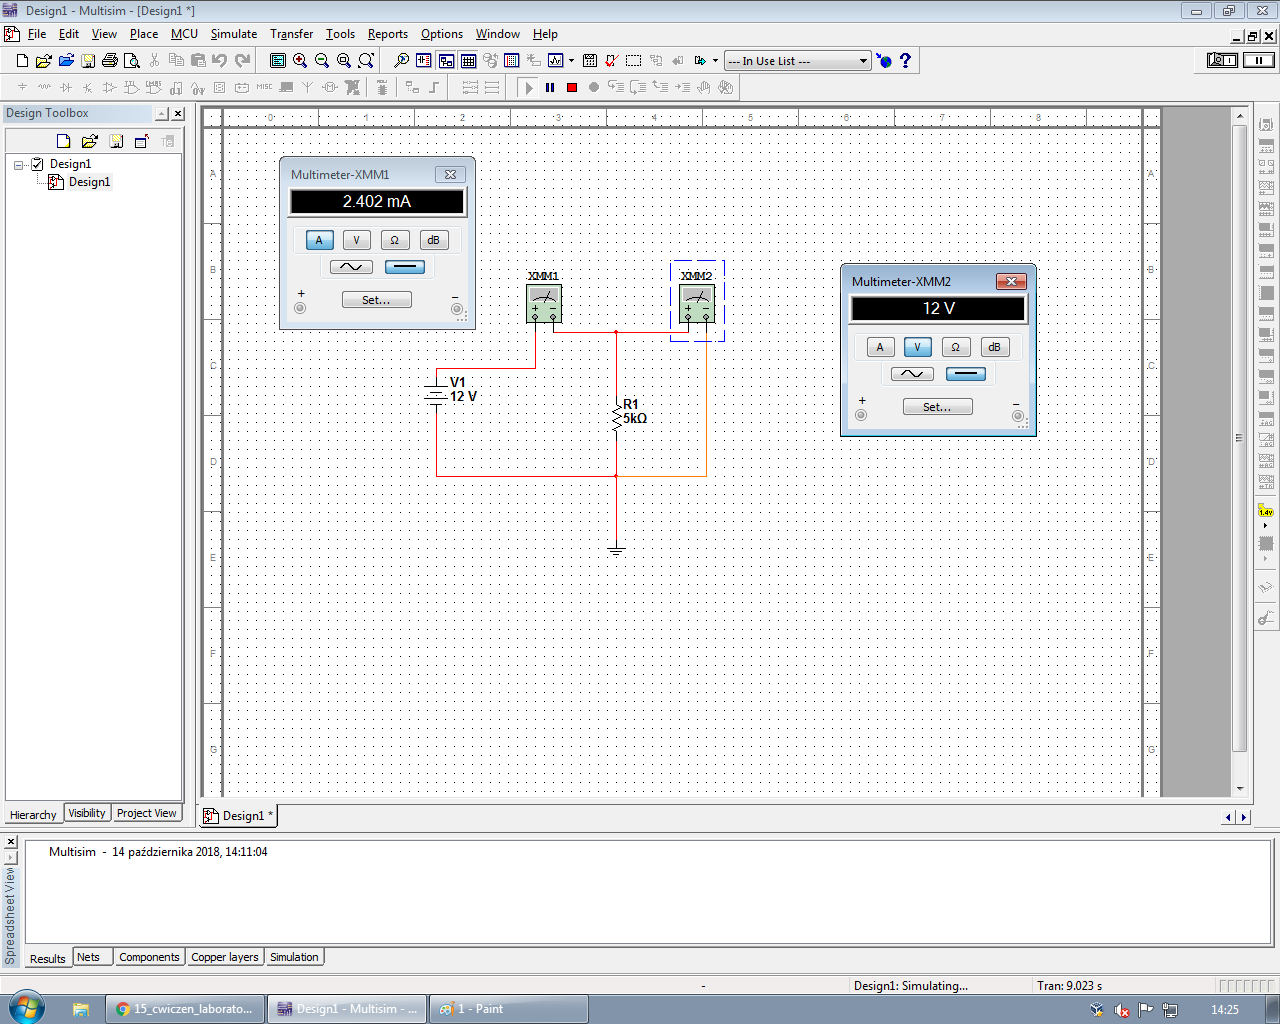 Design1 - Multisim - [Design1 *]
File Edit View Place MCU Simulate Transfer Tools Reports Options Window Help
--- In Use List ---
MISC
Design Toolbox
Design1
Design1
Hierarchy Visibility Project View
0 1 2 3 4 5 6 7 8
A A
B B
C C
D D
E E
F F
G G
Multimeter-XMM1
2.402 mA
A V Ω dB
+ Set... −
XMM1
XMM2
V1
12 V
R1
5kΩ
Multimeter-XMM2
12 V
A V Ω dB
+ Set... −
1.4v
Design1 *
Spreadsheet View
Multisim - 14 października 2018, 14:11:04
Results Nets Components Copper layers Simulation
- Design1: Simulating... Tran: 9.023 s
15_cwiczen_laborato... Design1 - Multisim - ... 1 - Paint 14:25